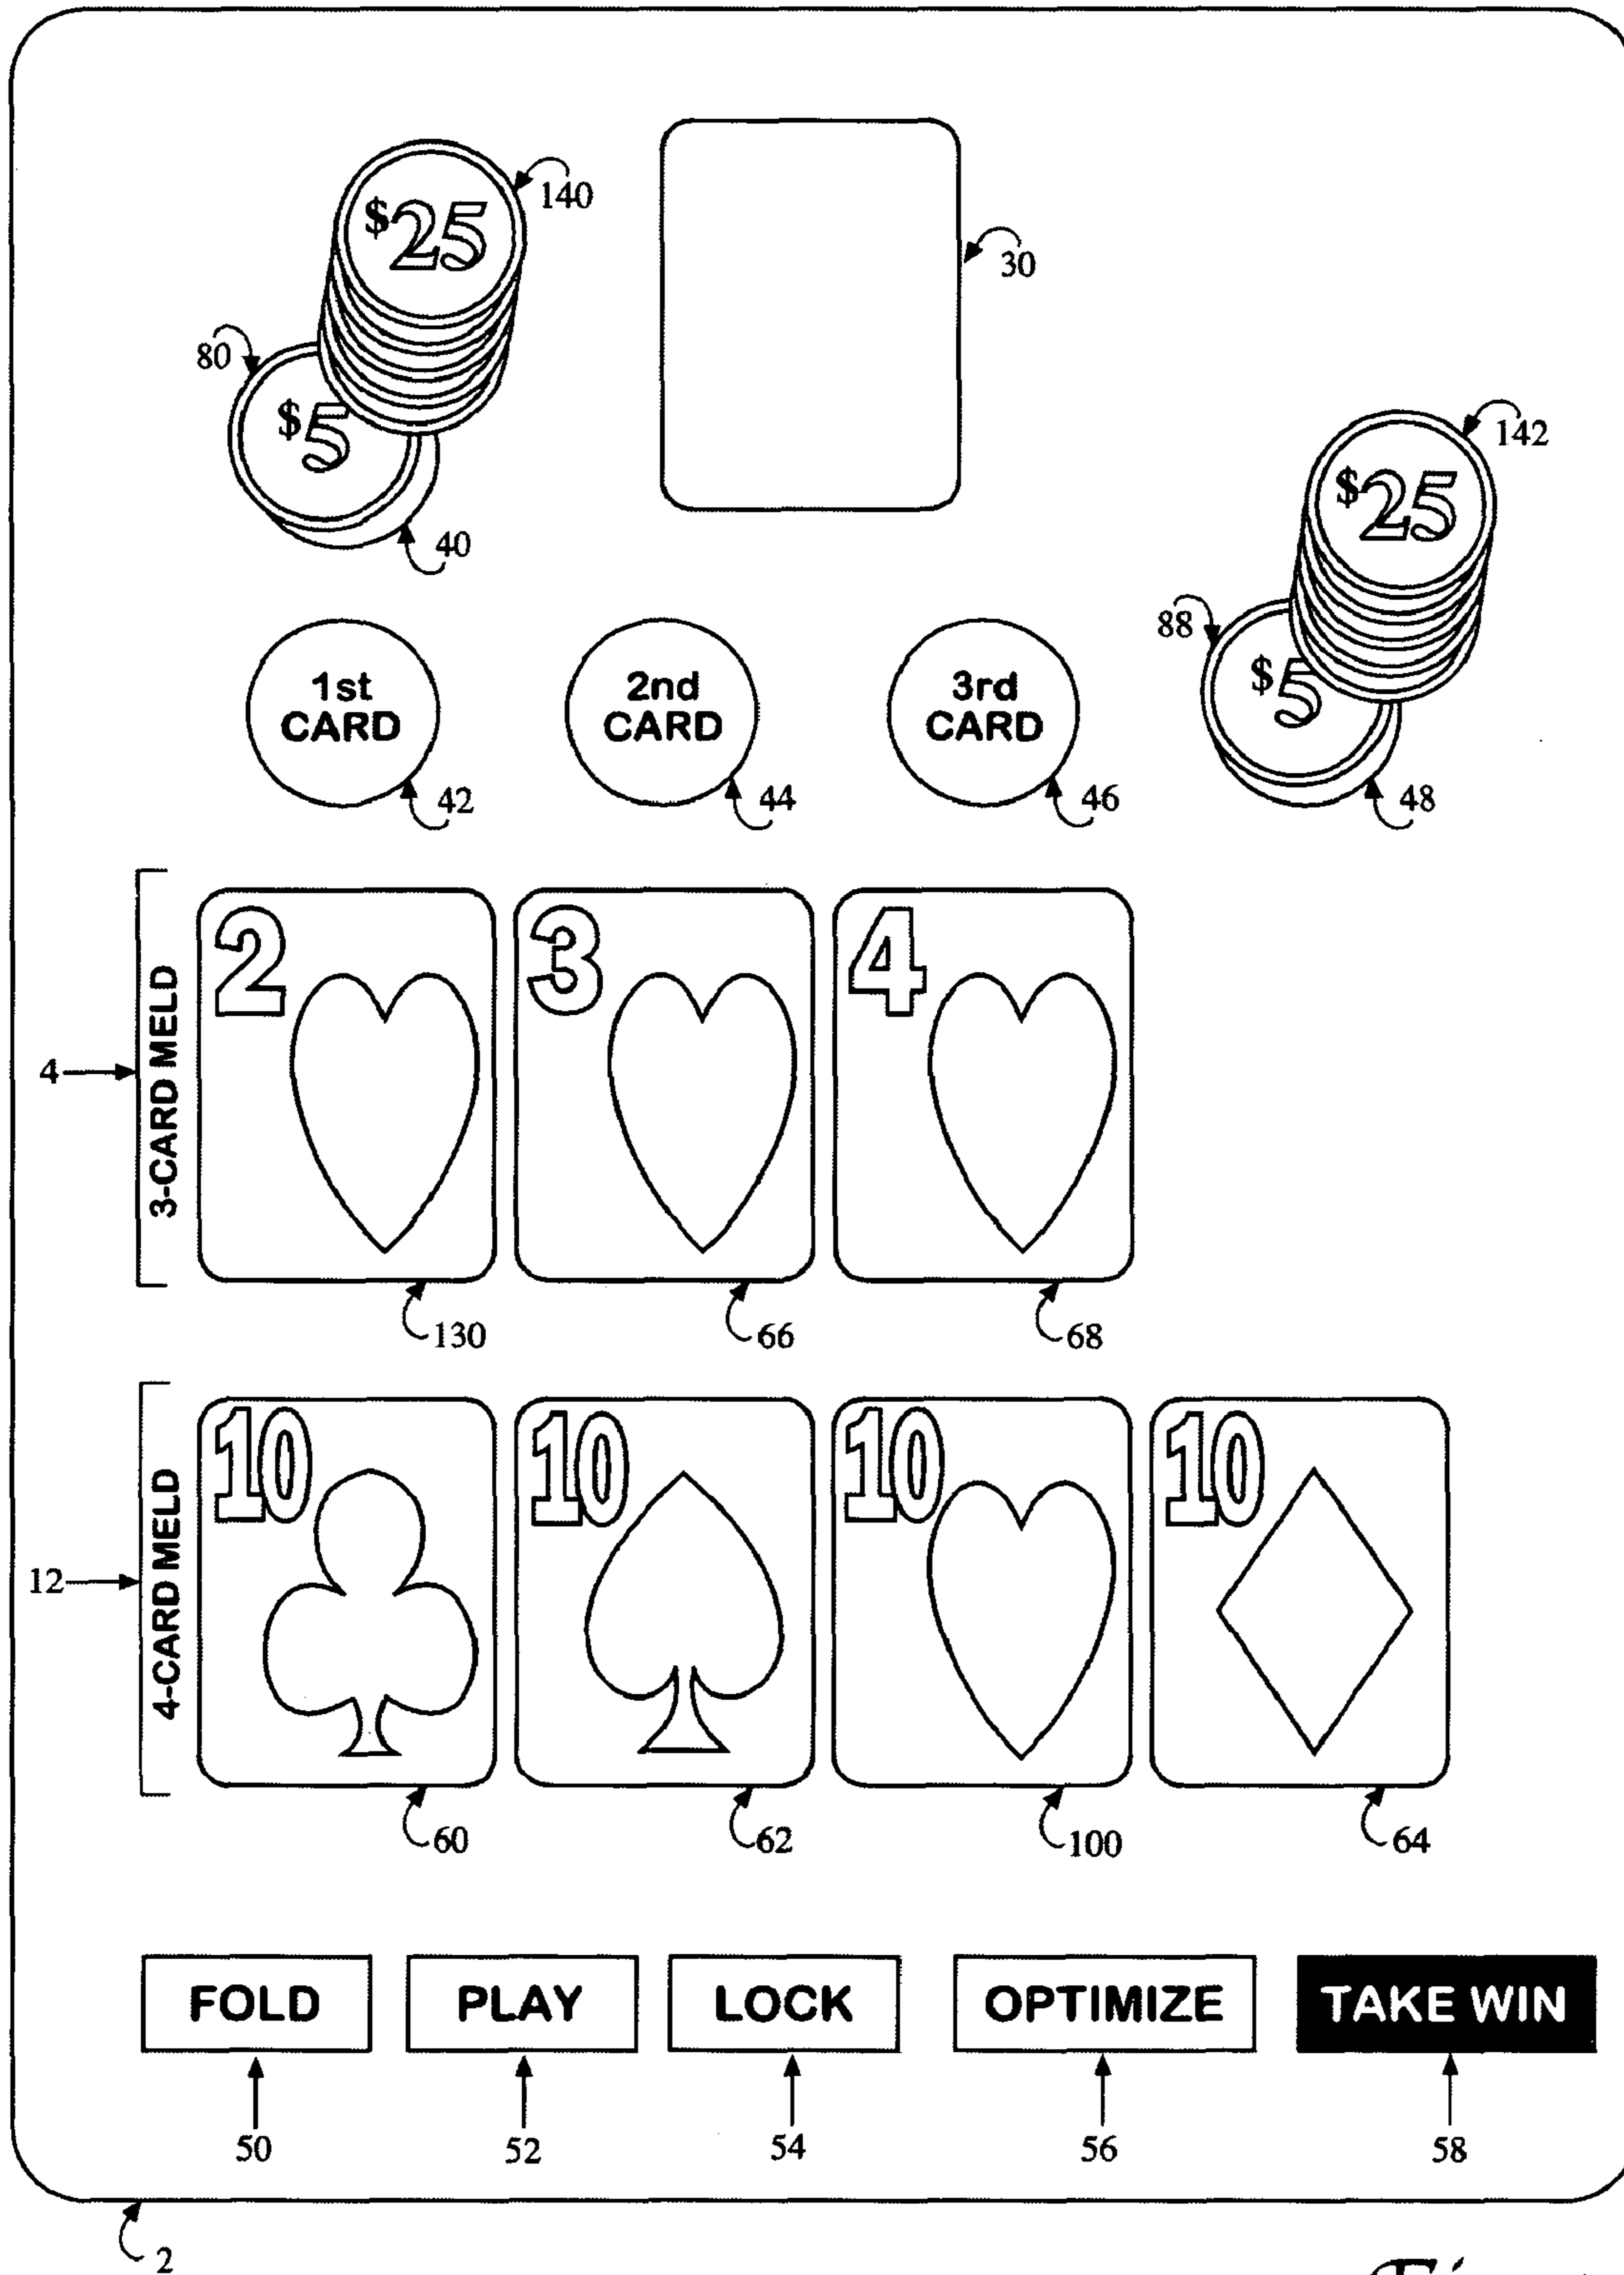 $25
140
30
80
$5
40
$25
142
88
$5
48
1st
CARD
42
2nd
CARD
44
3rd
CARD
46
4
3-CARD MELD
2
3
4
130
66
68
12
4-CARD MELD
10
10
10
10
60
62
100
64
FOLD
PLAY
LOCK
OPTIMIZE
TAKE WIN
50
52
54
56
58
2